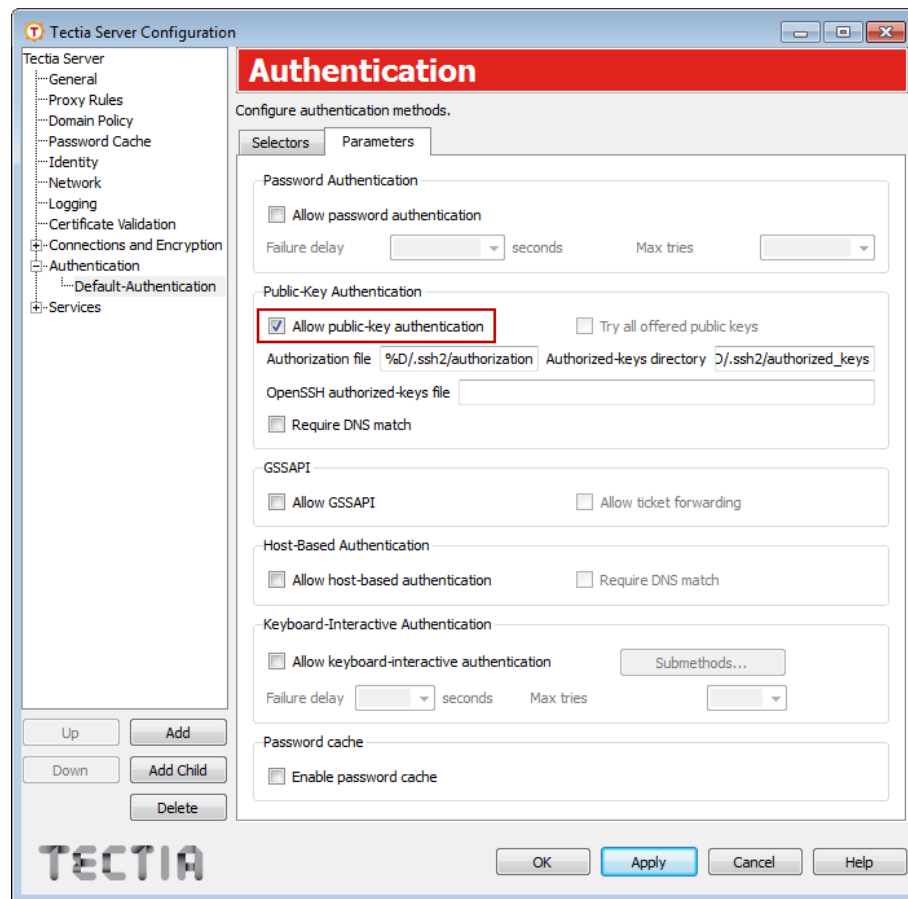 Tectia Server Configuration
Tectia Server
General
Proxy Rules
Domain Policy
Password Cache
Identity
Network
Logging
Certificate Validation
Connections and Encryption
Authentication
Default-Authentication
Services
Up
Add
Down
Add Child
Delete
Authentication
Configure authentication methods.
Selectors
Parameters
Password Authentication
Allow password authentication
Failure delay seconds Max tries
Public-Key Authentication
Allow public-key authentication Try all offered public keys
Authorization file %D/.ssh2/authorization Authorized-keys directory D/.ssh2/authorized_keys
OpenSSH authorized-keys file
Require DNS match
GSSAPI
Allow GSSAPI Allow ticket forwarding
Host-Based Authentication
Allow host-based authentication Require DNS match
Keyboard-Interactive Authentication
Allow keyboard-interactive authentication Submethods...
Failure delay seconds Max tries
Password cache
Enable password cache
TECTIA
OK Apply Cancel Help